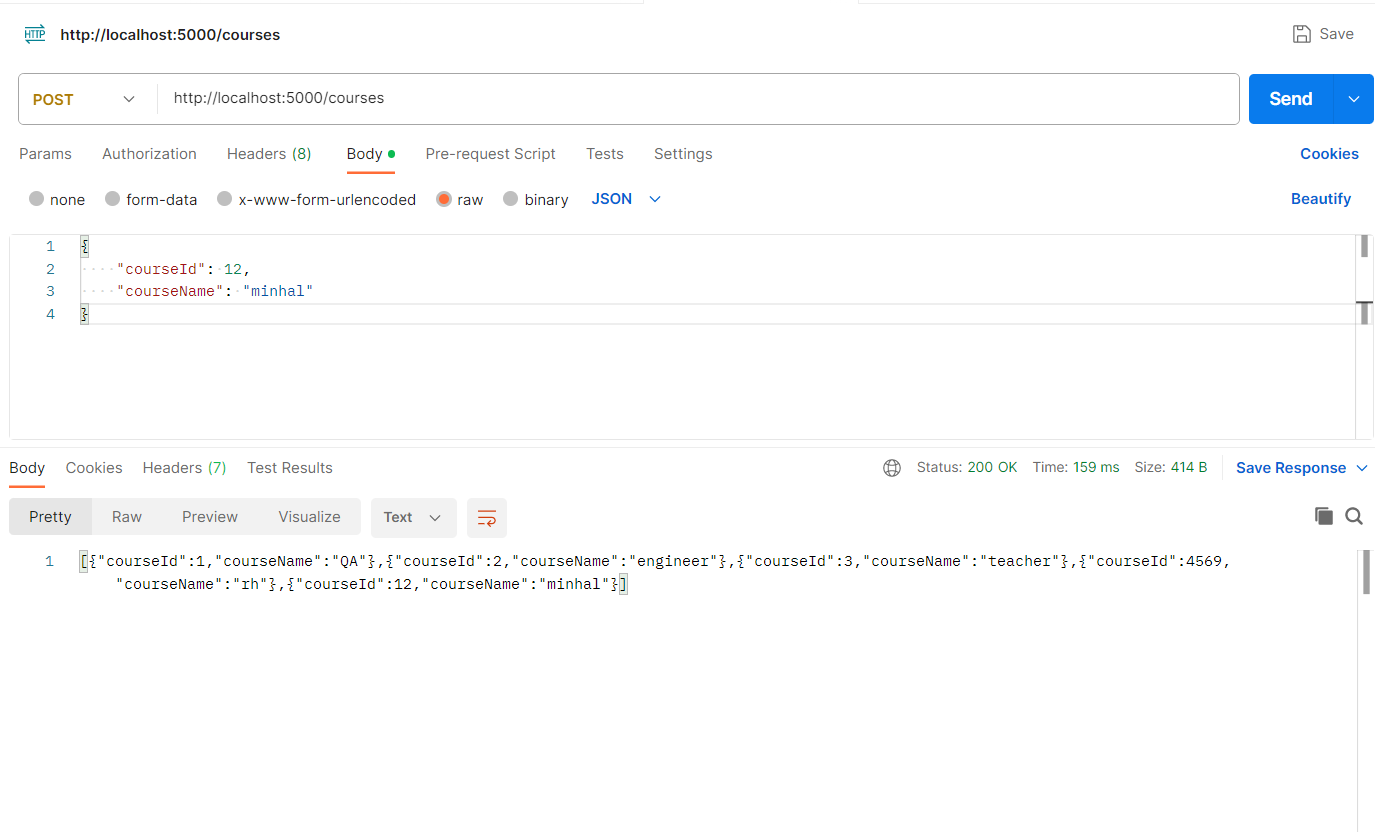 HTTP http://localhost:5000/courses Save
POST http://localhost:5000/courses Send
Params Authorization Headers (8) Body Pre-request Script Tests Settings Cookies
none form-data x-www-form-urlencoded raw binary JSON Beautify
1 {
2 "courseId": 12,
3 "courseName": "minhal"
4 }
Body Cookies Headers (7) Test Results Status: 200 OK Time: 159 ms Size: 414 B Save Response
Pretty Raw Preview Visualize Text
1 [{"courseId":1,"courseName":"QA"},{"courseId":2,"courseName":"engineer"},{"courseId":3,"courseName":"teacher"},{"courseId":4569,
"courseName":"rh"},{"courseId":12,"courseName":"minhal"}]